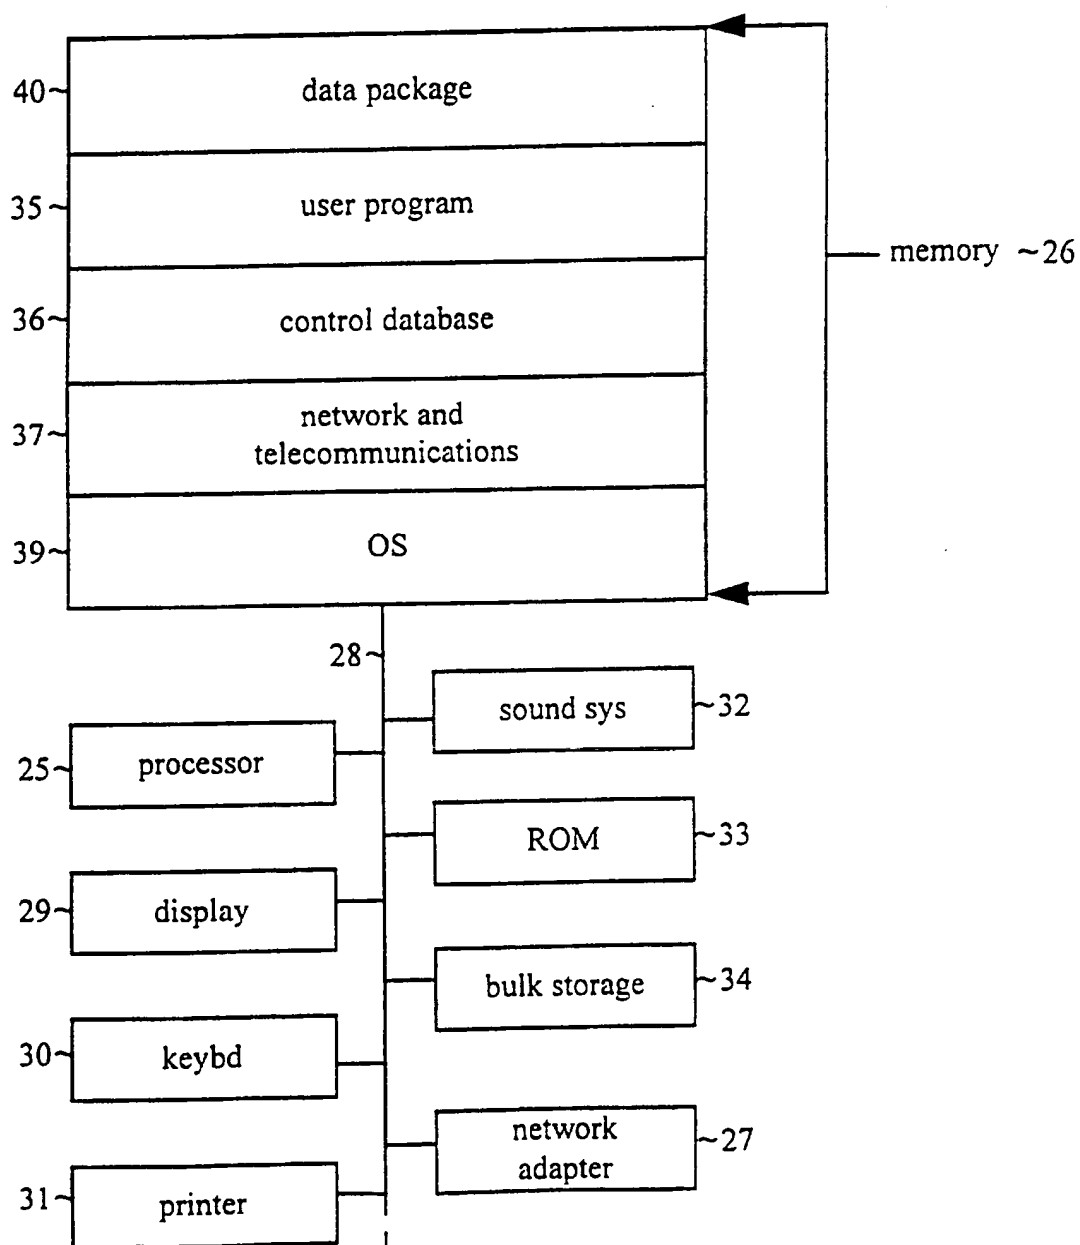 40~ data package
35~ user program
memory ~26
36~ control database
37~ network and
telecommunications
39~ OS
28~
sound sys ~32
25~ processor
ROM ~33
29~ display
bulk storage ~34
30~ keybd
network
adapter ~27
31~ printer